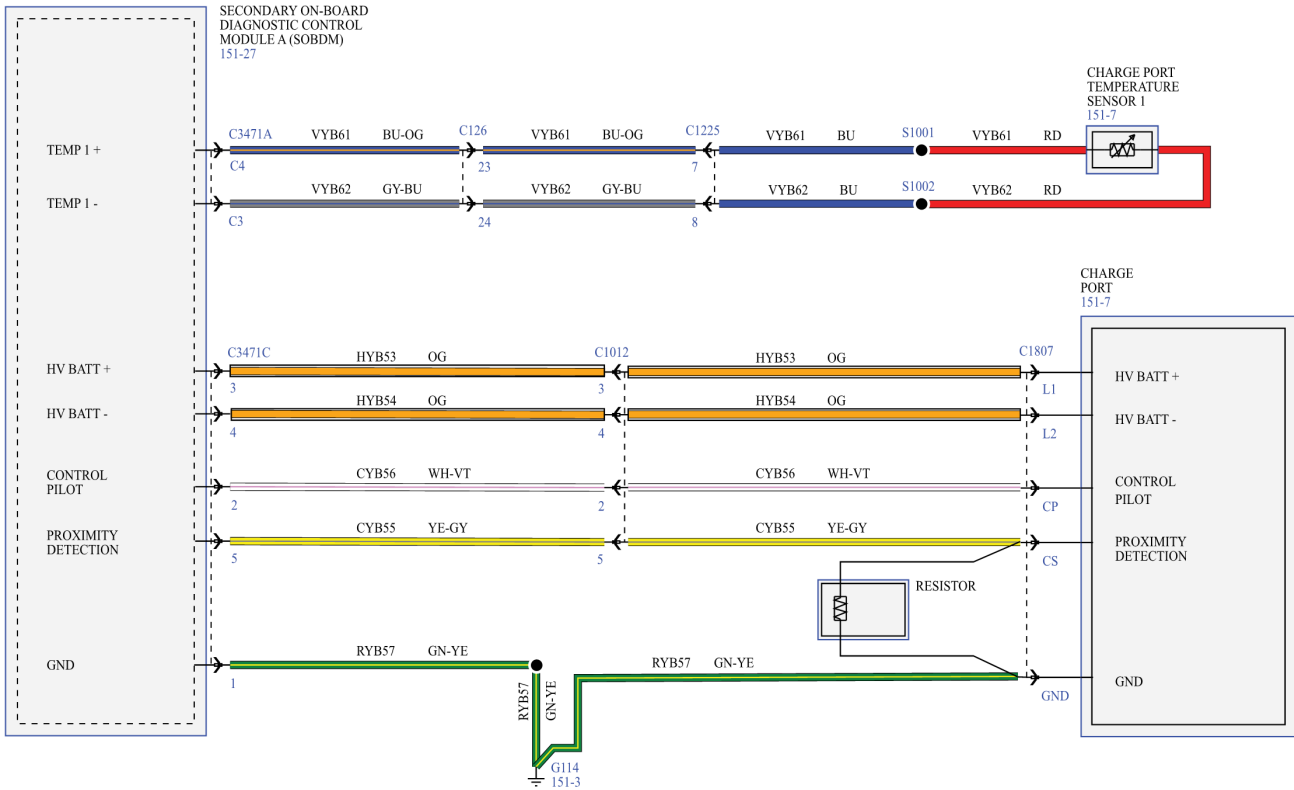 SECONDARY ON-BOARD
DIAGNOSTIC CONTROL
MODULE A (SOBDM)
151-27
CHARGE PORT
TEMPERATURE
SENSOR 1
151-7
TEMP 1 +
C3471A VYB61 BU-OG C126 VYB61 BU-OG C1225 VYB61 BU S1001 VYB61 RD
C4 23 7
TEMP 1 -
VYB62 GY-BU VYB62 GY-BU VYB62 BU S1002 VYB62 RD
C3 24 8
CHARGE
PORT
151-7
C3471C HYB53 OG C1012 HYB53 OG C1807
HV BATT + HV BATT +
3 3 L1
HYB54 OG HYB54 OG
HV BATT - HV BATT -
4 4 L2
CYB56 WH-VT CYB56 WH-VT
CONTROL
PILOT
CONTROL
PILOT
2 2 CP
CYB55 YE-GY CYB55 YE-GY
PROXIMITY
DETECTION
PROXIMITY
DETECTION
5 5 CS
RESISTOR
RYB57 GN-YE RYB57 GN-YE
GND GND
1 GND
RYB57
GN-YE
G114
151-3